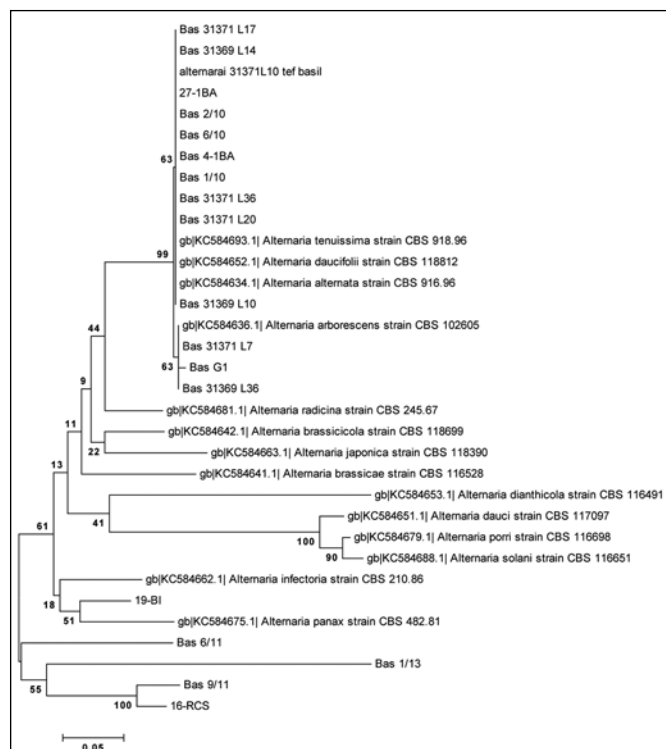 Bas 31371 L17
Bas 31369 L14
alternarai 31371L10 tef basil
27-1BA
Bas 2/10
Bas 6/10
63 Bas 4-1BA
Bas 1/10
Bas 31371 L36
Bas 31371 L20
gb|KC584693.1| Alternaria tenuissima strain CBS 918.96
99 gb|KC584652.1| Alternaria daucifolii strain CBS 118812
gb|KC584634.1| Alternaria alternata strain CBS 916.96
Bas 31369 L10
44 gb|KC584636.1| Alternaria arborescens strain CBS 102605
Bas 31371 L7
63 Bas G1
9 Bas 31369 L36
gb|KC584681.1| Alternaria radicina strain CBS 245.67
11 gb|KC584642.1| Alternaria brassicicola strain CBS 118699
22 gb|KC584663.1| Alternaria japonica strain CBS 118390
13 gb|KC584641.1| Alternaria brassicae strain CBS 116528
gb|KC584653.1| Alternaria dianthicola strain CBS 116491
41 gb|KC584651.1| Alternaria dauci strain CBS 117097
61 100 gb|KC584679.1| Alternaria porri strain CBS 116698
90 gb|KC584688.1| Alternaria solani strain CBS 116651
gb|KC584662.1| Alternaria infectoria strain CBS 210.86
18 19-BI
51 gb|KC584675.1| Alternaria panax strain CBS 482.81
Bas 6/11
Bas 1/13
55 Bas 9/11
100 16-RCS
0.05